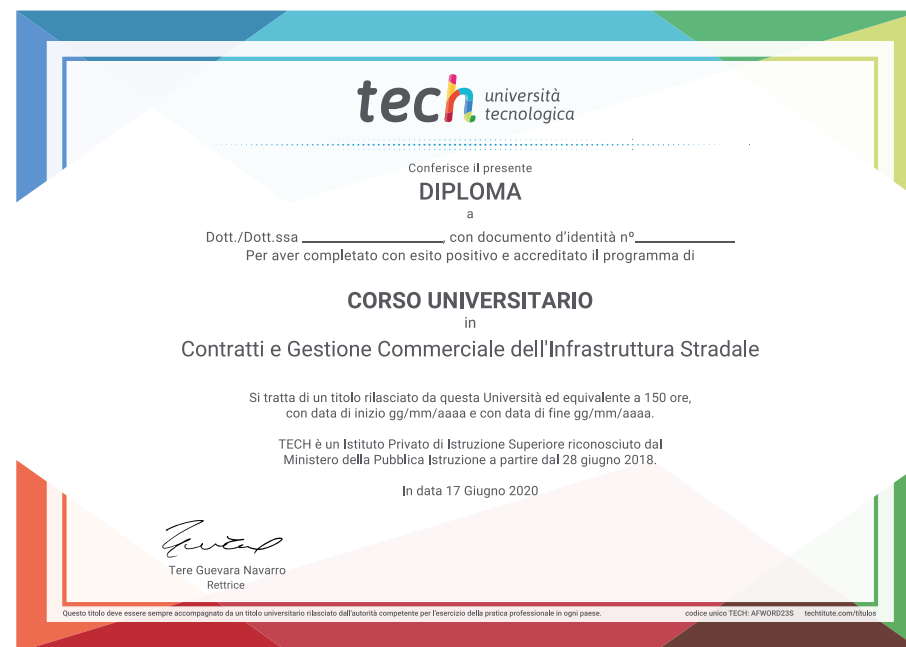 tech università
tecnologica
Conferisce il presente
DIPLOMA
a
Dott./Dott.ssa ____________________, con documento d'identità nº______________
Per aver completato con esito positivo e accreditato il programma di
CORSO UNIVERSITARIO
in
Contratti e Gestione Commerciale dell'Infrastruttura Stradale
Si tratta di un titolo rilasciato da questa Università ed equivalente a 150 ore,
con data di inizio gg/mm/aaaa e con data di fine gg/mm/aaaa.
TECH è un Istituto Privato di Istruzione Superiore riconosciuto dal
Ministero della Pubblica Istruzione a partire dal 28 giugno 2018.
In data 17 Giugno 2020
Tere Guevara Navarro
Rettrice
Questo titolo deve essere sempre accompagnato da un titolo universitario rilasciato dall'autorità competente per l'esercizio della pratica professionale in ogni paese. codice unico TECH: AFWORD23S techtitute.com/titulos